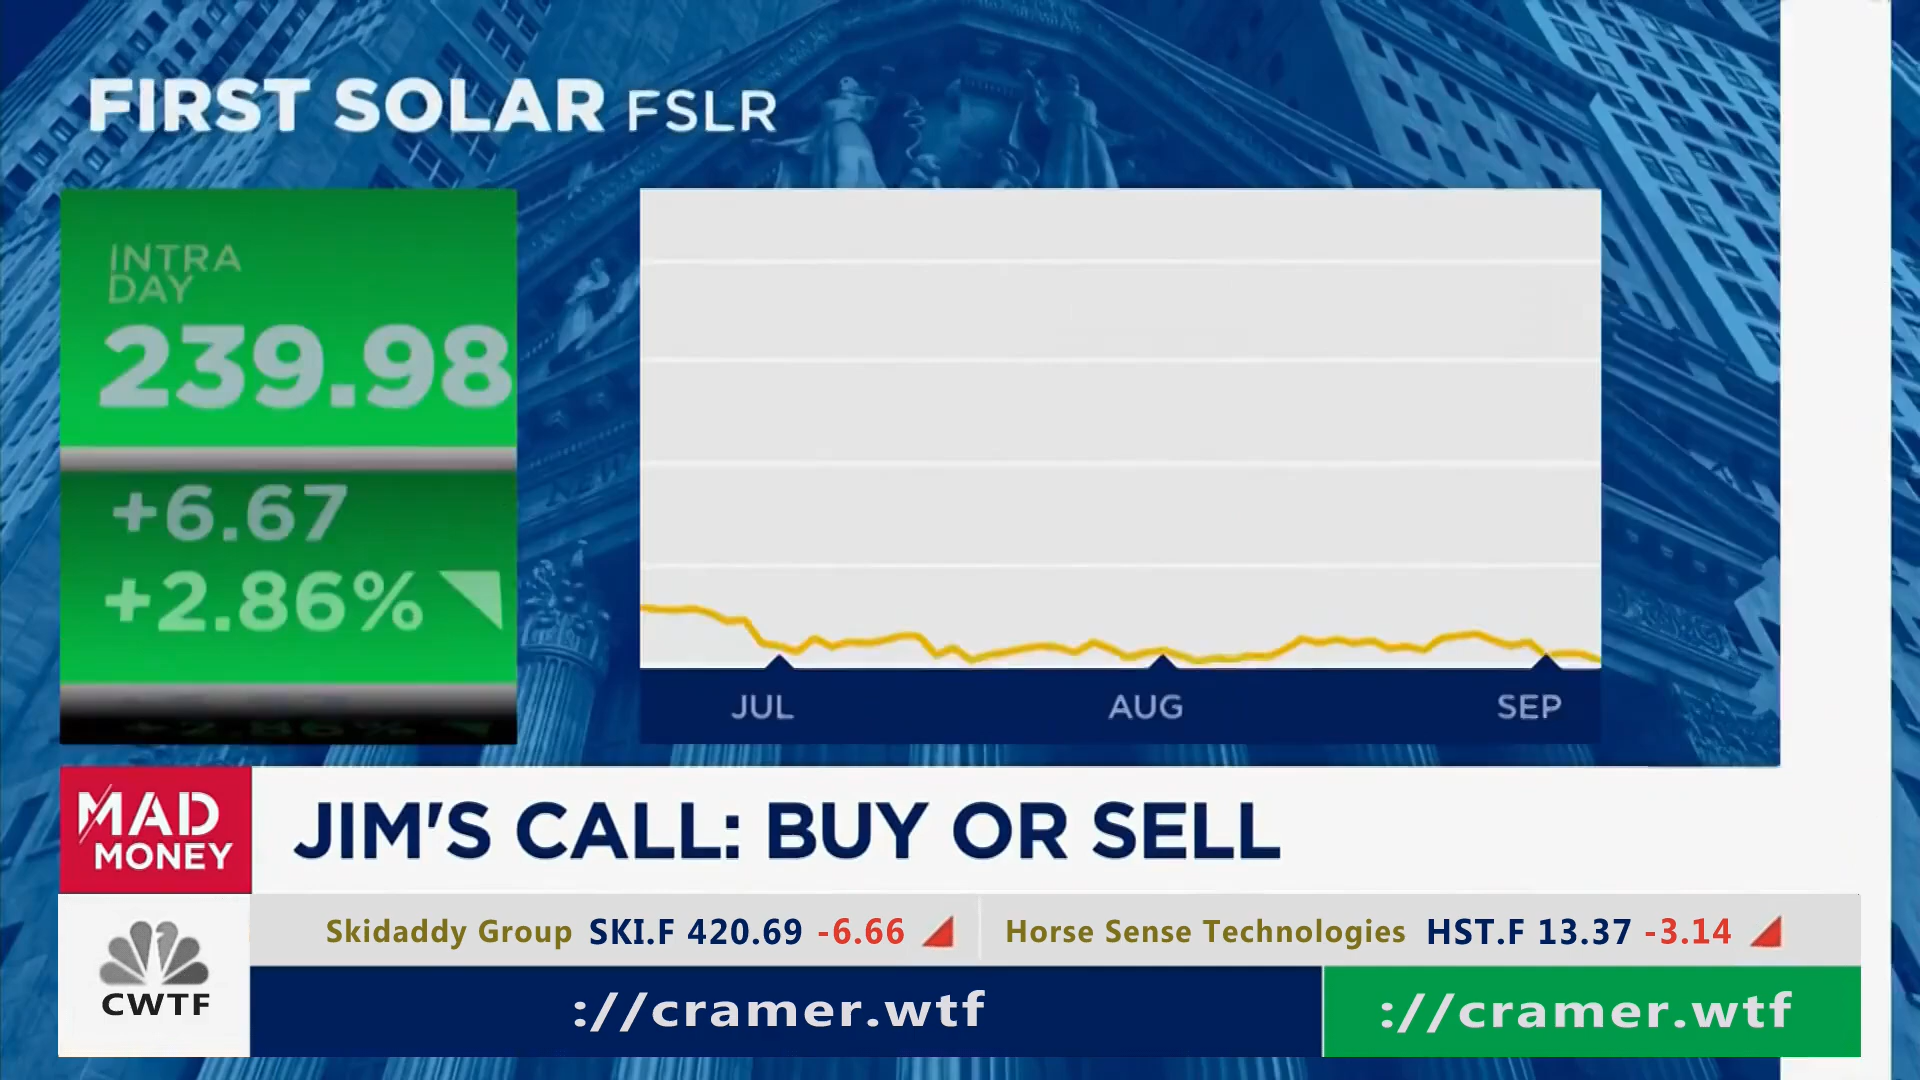 FIRST SOLAR FSLR
INTRA
DAY
239.98
+6.67
+2.86%
+2.86%
JUL AUG SEP
MAD
MONEY
JIM'S CALL: BUY OR SELL
Skidaddy Group SKI.F 420.69 -6.66 Horse Sense Technologies HST.F 13.37 -3.14
CWTF
://cramer.wtf ://cramer.wtf